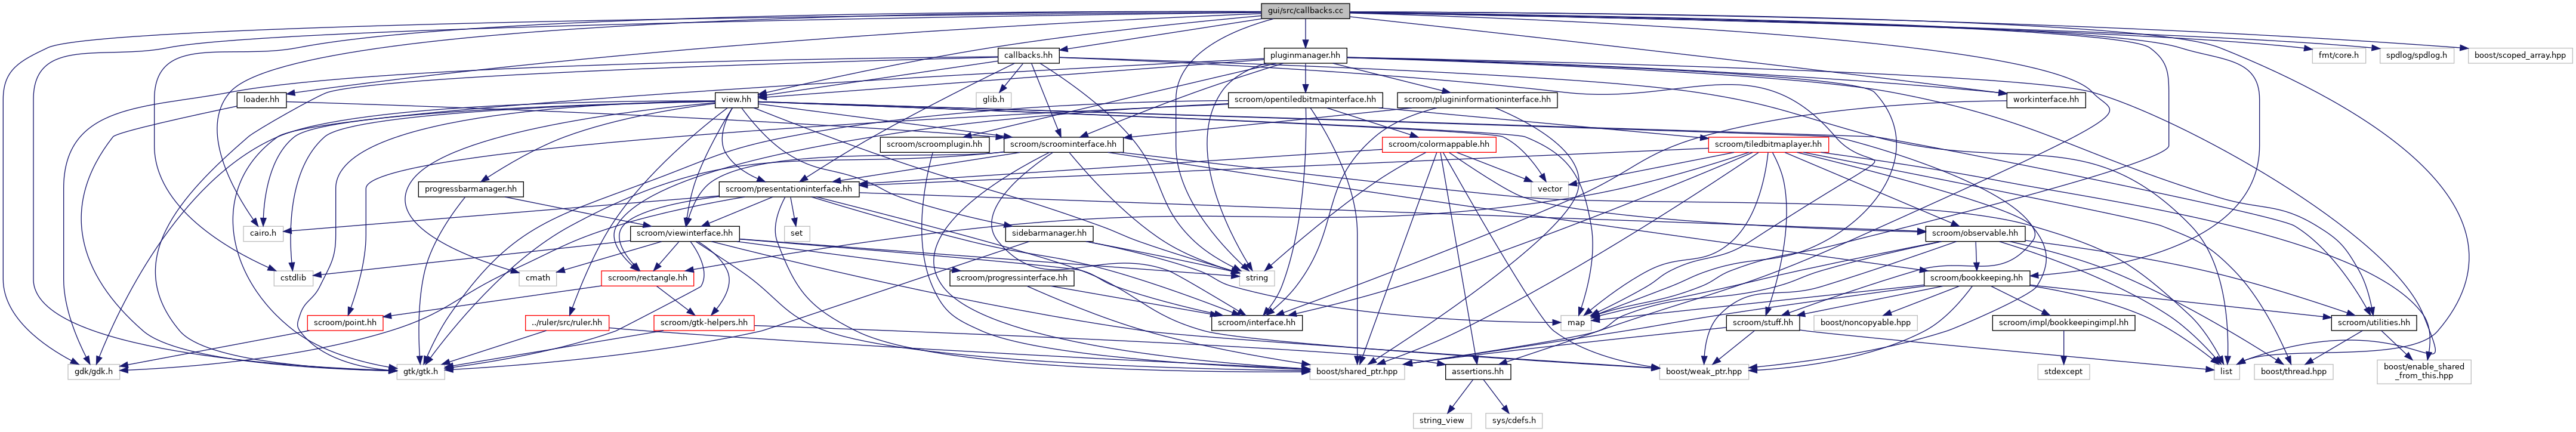 gui/src/callbacks.cc
callbacks.hh
pluginmanager.hh
fmt/core.h
spdlog/spdlog.h
boost/scoped_array.hpp
loader.hh
glib.h
view.hh
scroom/opentiledbitmapinterface.hh
scroom/plugininformationinterface.hh
workinterface.hh
scroom/scroomplugin.hh
scroom/scroominterface.hh
scroom/colormappable.hh
scroom/tiledbitmaplayer.hh
progressbarmanager.hh
scroom/presentationinterface.hh
vector
cairo.h
scroom/viewinterface.hh
set
sidebarmanager.hh
scroom/observable.hh
cstdlib
cmath
scroom/rectangle.hh
scroom/progressinterface.hh
string
scroom/bookkeeping.hh
scroom/point.hh
../ruler/src/ruler.hh
scroom/gtk-helpers.hh
scroom/interface.hh
map
scroom/stuff.hh
boost/noncopyable.hpp
scroom/impl/bookkeepingimpl.hh
scroom/utilities.hh
gdk/gdk.h
gtk/gtk.h
boost/shared_ptr.hpp
assertions.hh
boost/weak_ptr.hpp
stdexcept
list
boost/thread.hpp
boost/enable_shared
_from_this.hpp
string_view
sys/cdefs.h